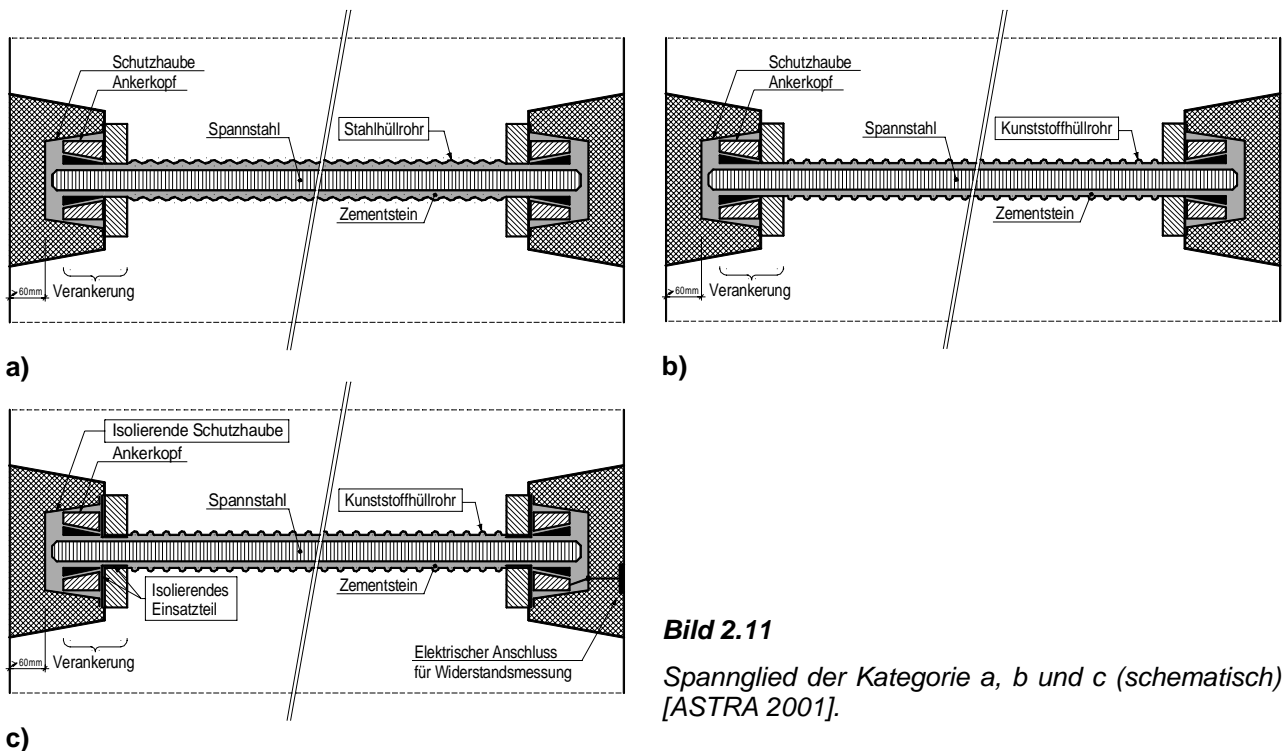 Schutzhaube
Ankerkopf
Spannstahl
Stahlhüllrohr
Zementstein
>60mm
Verankerung
a)
Schutzhaube
Ankerkopf
Spannstahl
Kunststoffhüllrohr
Zementstein
>60mm
Verankerung
b)
Isolierende Schutzhaube
Ankerkopf
Spannstahl
Kunststoffhüllrohr
Zementstein
Isolierendes
Einsatzteil
>60mm
Verankerung
Elektrischer Anschluss
für Widerstandsmessung
c)
Bild 2.11
Spannglied der Kategorie a, b und c (schematisch)
[ASTRA 2001].